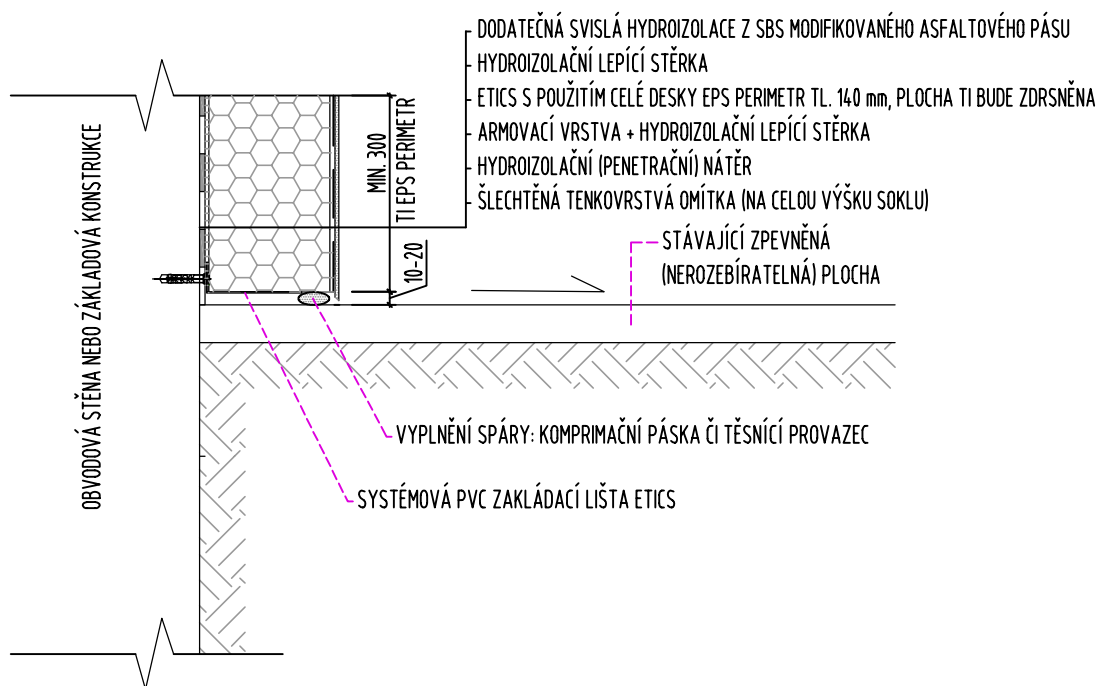 DODATEČNÁ SVISLÁ HYDROIZOLACE Z SBS MODIFIKOVANÉHO ASFALTOVÉHO PÁSU
HYDROIZOLAČNÍ LEPÍCÍ STĚRKA
ETICS S POUŽITÍM CELÉ DESKY EPS PERIMETR TL. 140 mm, PLOCHA TI BUDE ZDRSNĚNA
ARMOVACÍ VRSTVA + HYDROIZOLAČNÍ LEPÍCÍ STĚRKA
HYDROIZOLAČNÍ (PENETRAČNÍ) NÁTĚR
ŠLECHTĚNÁ TENKOVRSTVÁ OMÍTKA (NA CELOU VÝŠKU SOKLU)
MIN. 300
TI EPS PERIMETR
10-20
STÁVAJÍCÍ ZPEVNĚNÁ
(NEROZEBÍRATELNÁ) PLOCHA
OBVODOVÁ STĚNA NEBO ZÁKLADOVÁ KONSTRUKCE
VYPLNĚNÍ SPÁRY: KOMPRIMAČNÍ PÁSKA ČI TĚSNÍCÍ PROVAZEC
SYSTÉMOVÁ PVC ZAKLÁDACÍ LIŠTA ETICS